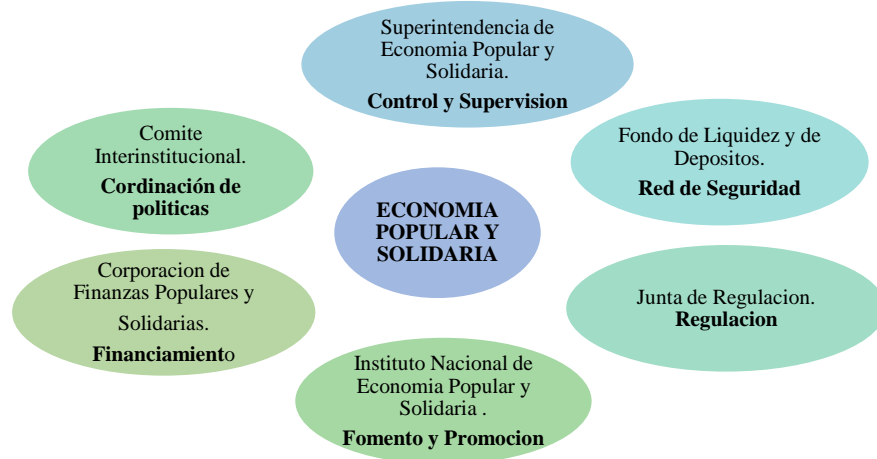 Superintendencia de
Economia Popular y
Solidaria.
Control y Supervision
Comite
Interinstitucional.
Cordinación de
politicas
Fondo de Liquidez y de
Depositos.
Red de Seguridad
ECONOMIA
POPULAR Y
SOLIDARIA
Corporacion de
Finanzas Populares y
Solidarias.
Financiamiento
Junta de Regulacion.
Regulacion
Instituto Nacional de
Economia Popular y
Solidaria .
Fomento y Promocion